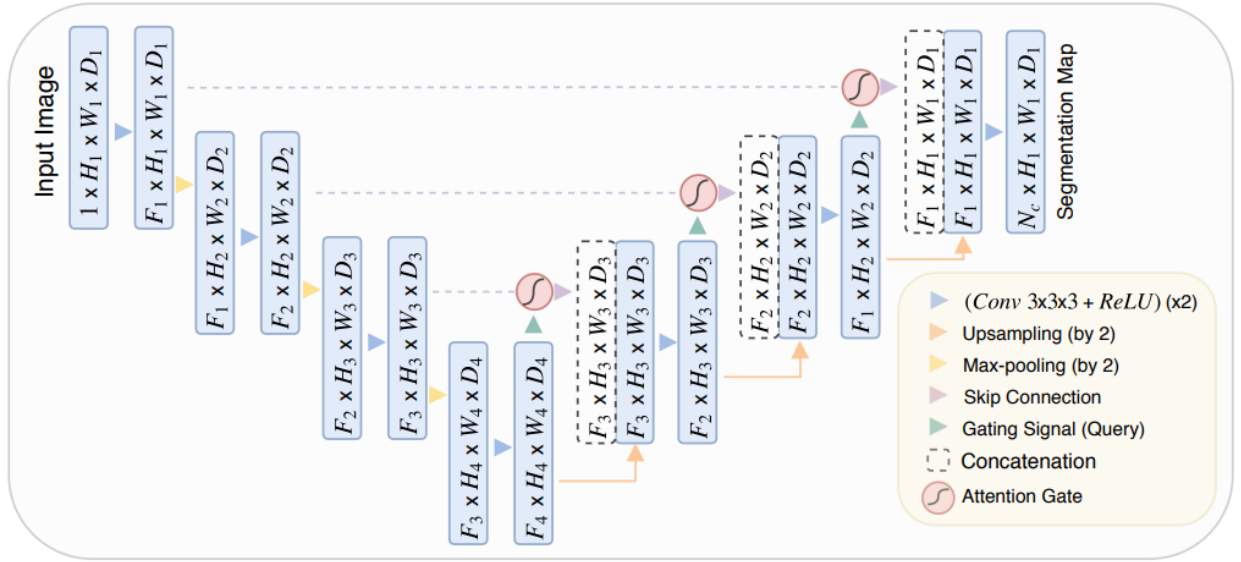 Input Image
1 x H₁ x W₁ x D₁
F₁ x H₁ x W₁ x D₁
F₁ x H₂ x W₂ x D₂
F₂ x H₂ x W₂ x D₂
F₂ x H₃ x W₃ x D₃
F₃ x H₃ x W₃ x D₃
F₃ x H₄ x W₄ x D₄
F₄ x H₄ x W₄ x D₄
F₃ x H₃ x W₃ x D₃
F₃ x H₃ x W₃ x D₃
F₂ x H₃ x W₃ x D₃
F₂ x H₂ x W₂ x D₂
F₂ x H₂ x W₂ x D₂
F₁ x H₂ x W₂ x D₂
F₁ x H₁ x W₁ x D₁
F₁ x H₁ x W₁ x D₁
N_c x H₁ x W₁ x D₁
Segmentation Map
(Conv 3x3x3 + ReLU) (x2)
Upsampling (by 2)
Max-pooling (by 2)
Skip Connection
Gating Signal (Query)
Concatenation
Attention Gate